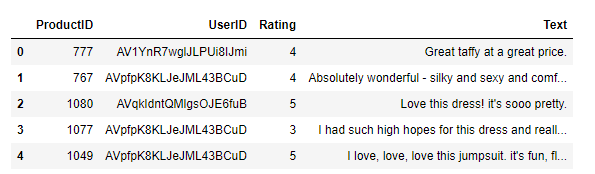 ProductID UserID Rating Text
0 777 AV1YnR7wglJLPUi8IJmi 4 Great taffy at a great price.
1 767 AVpfpK8KLJeJML43BCuD 4 Absolutely wonderful - silky and sexy and comf...
2 1080 AVqkIdntQMlgsOJE6fuB 5 Love this dress! it's sooo pretty.
3 1077 AVpfpK8KLJeJML43BCuD 3 I had such high hopes for this dress and reall...
4 1049 AVpfpK8KLJeJML43BCuD 5 I love, love, love this jumpsuit. it's fun, fl...